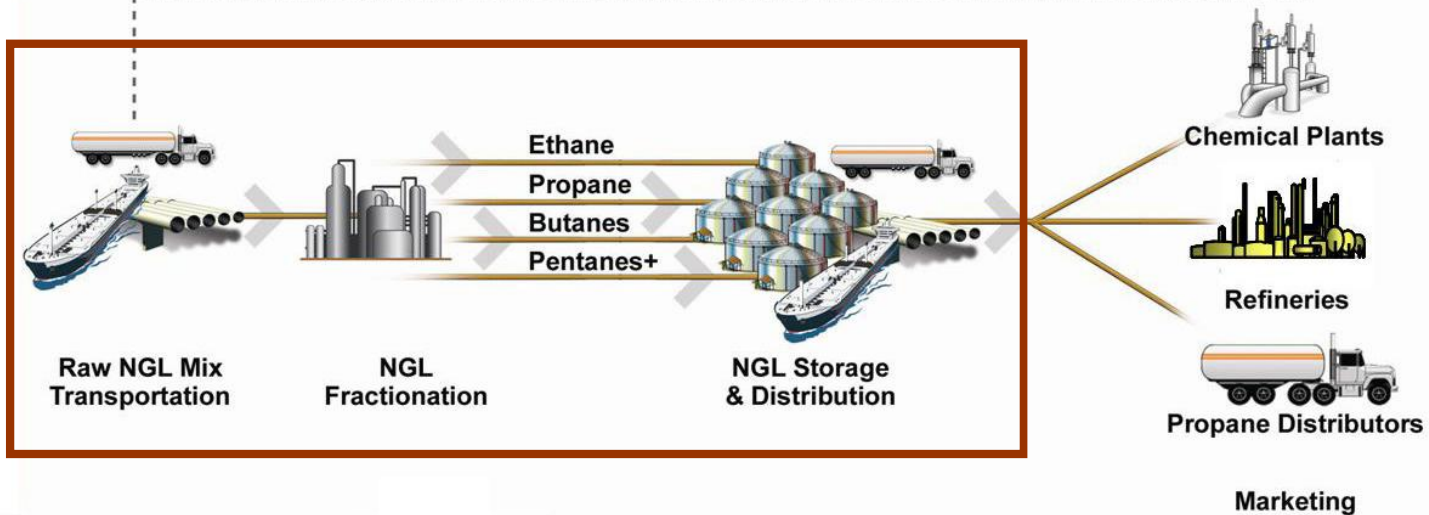 Ethane
Propane
Butanes
Pentanes+
Raw NGL Mix
Transportation
NGL
Fractionation
NGL Storage
& Distribution
Chemical Plants
Refineries
Propane Distributors
Marketing